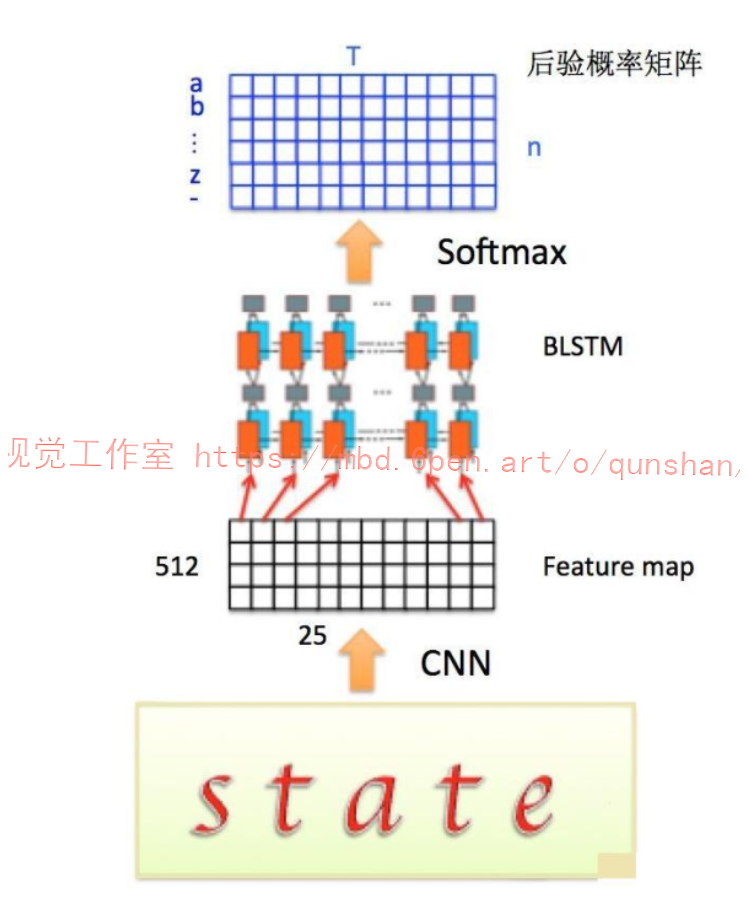 T
后验概率矩阵
a
b
⋮
z
-
n
Softmax
...
BLSTM
...
视觉工作室 https://mbd.6pen.art/o/qunshan/
512
Feature map
25
CNN
state